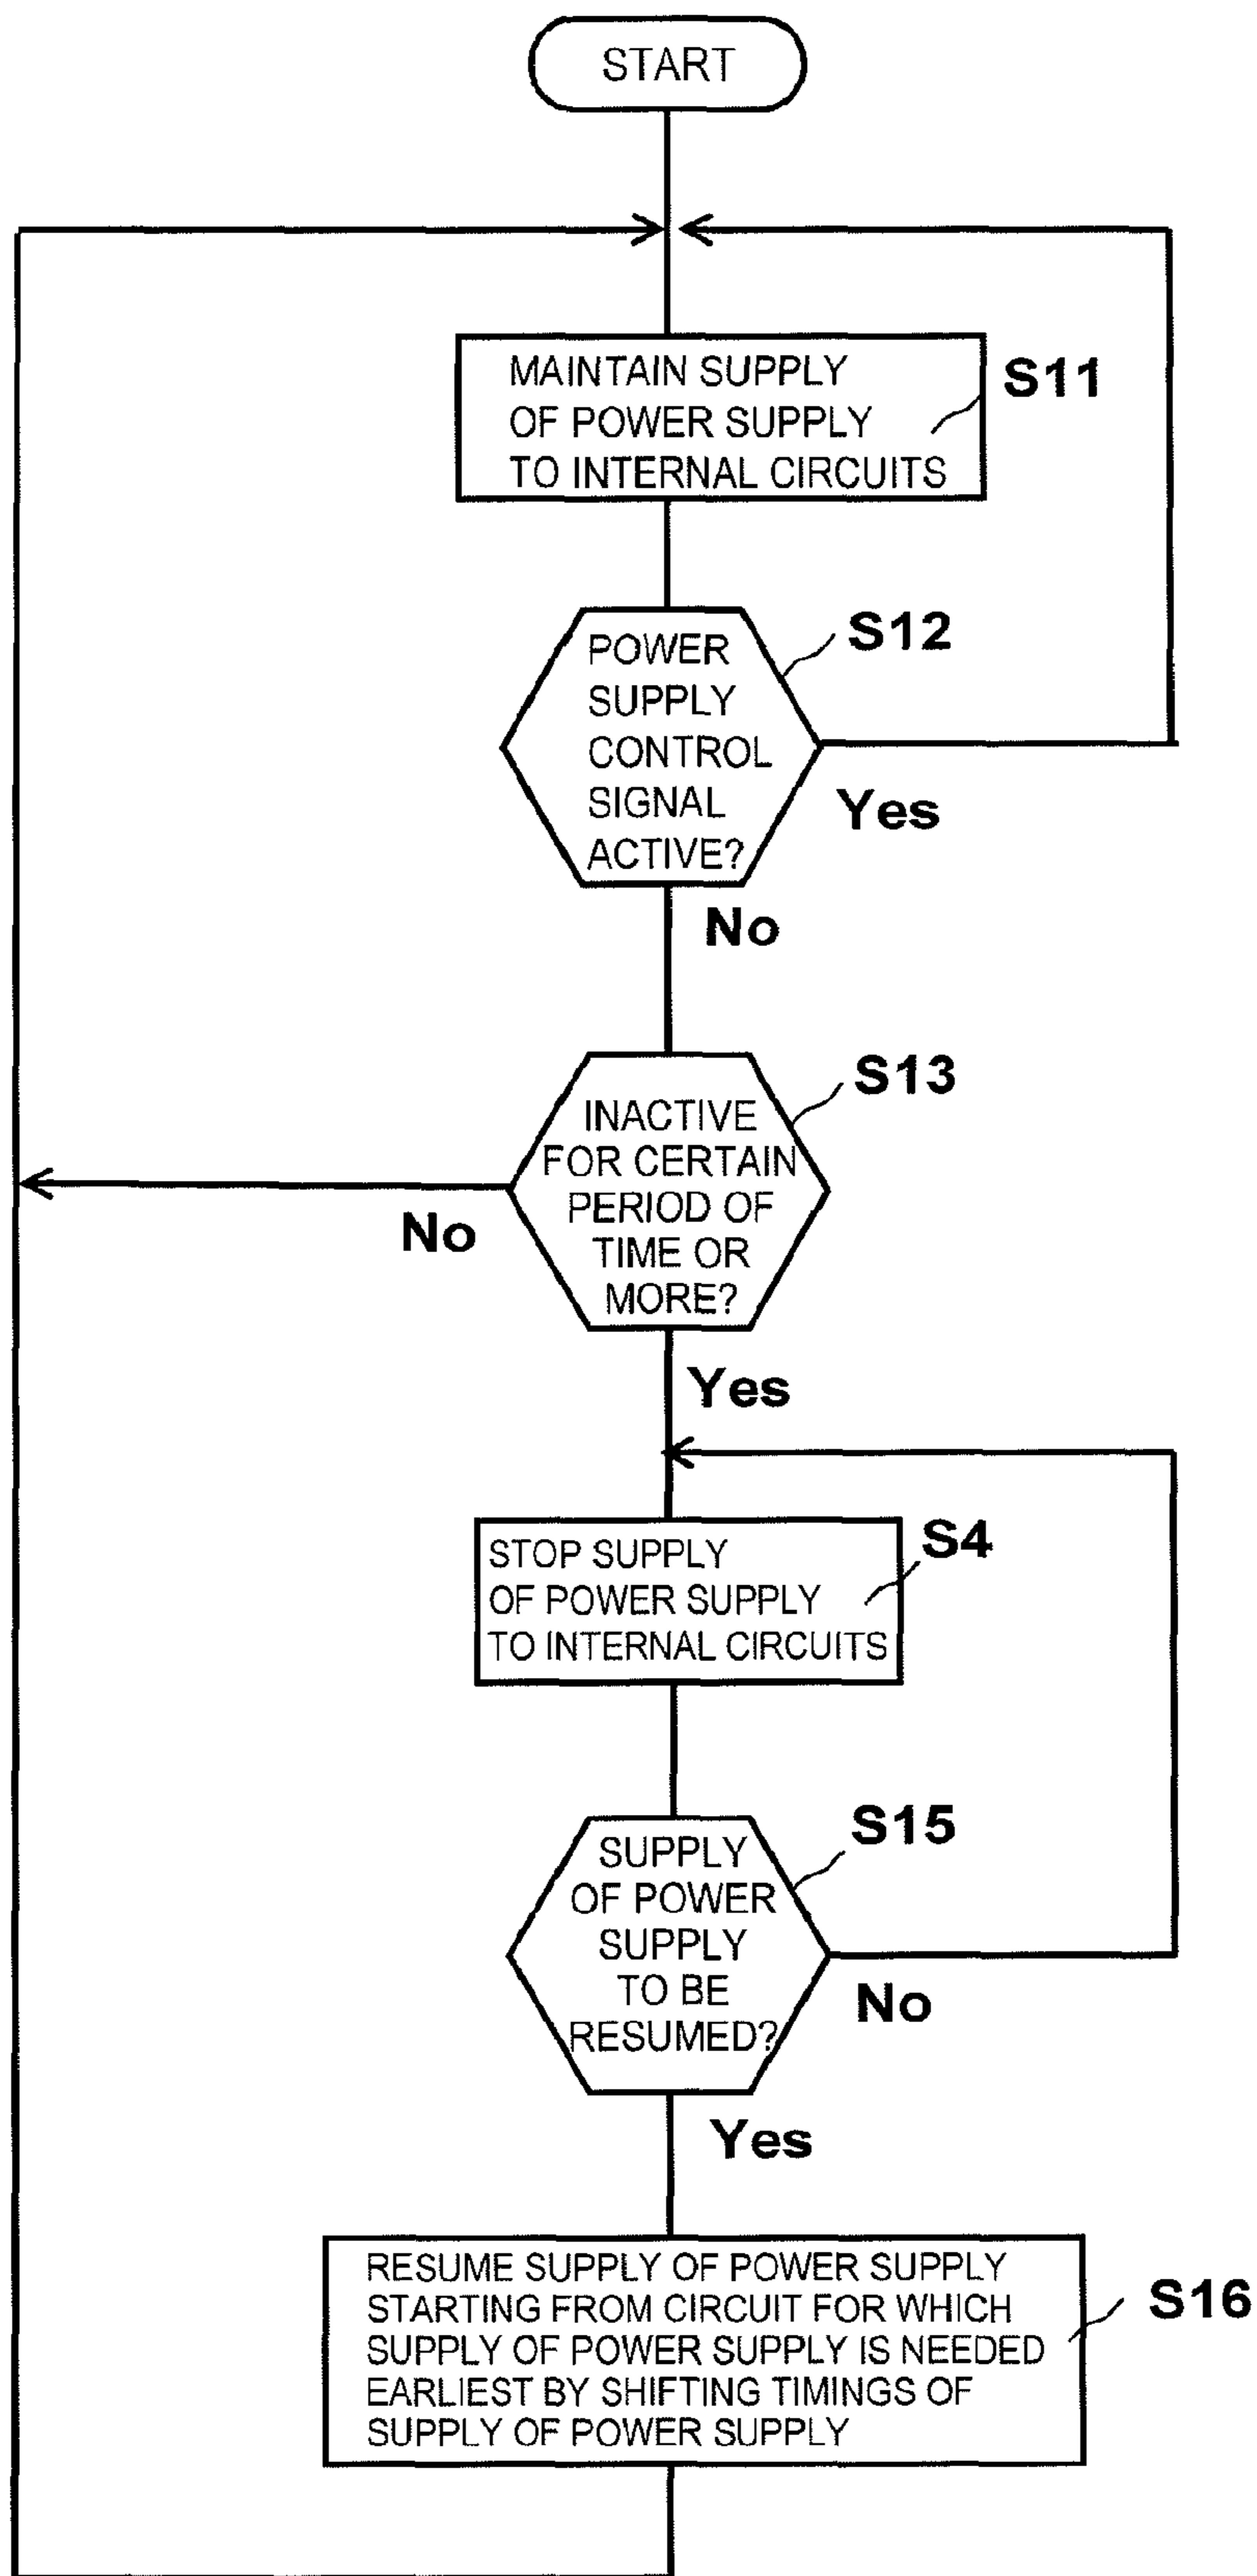 START
MAINTAIN SUPPLY
OF POWER SUPPLY
TO INTERNAL CIRCUITS
S11
POWER
SUPPLY
CONTROL
SIGNAL
ACTIVE?
S12
Yes
No
INACTIVE
FOR CERTAIN
PERIOD OF
TIME OR
MORE?
S13
No
Yes
STOP SUPPLY
OF POWER SUPPLY
TO INTERNAL CIRCUITS
S4
SUPPLY
OF POWER
SUPPLY
TO BE
RESUMED?
S15
No
Yes
RESUME SUPPLY OF POWER SUPPLY
STARTING FROM CIRCUIT FOR WHICH
SUPPLY OF POWER SUPPLY IS NEEDED
EARLIEST BY SHIFTING TIMINGS OF
SUPPLY OF POWER SUPPLY
S16